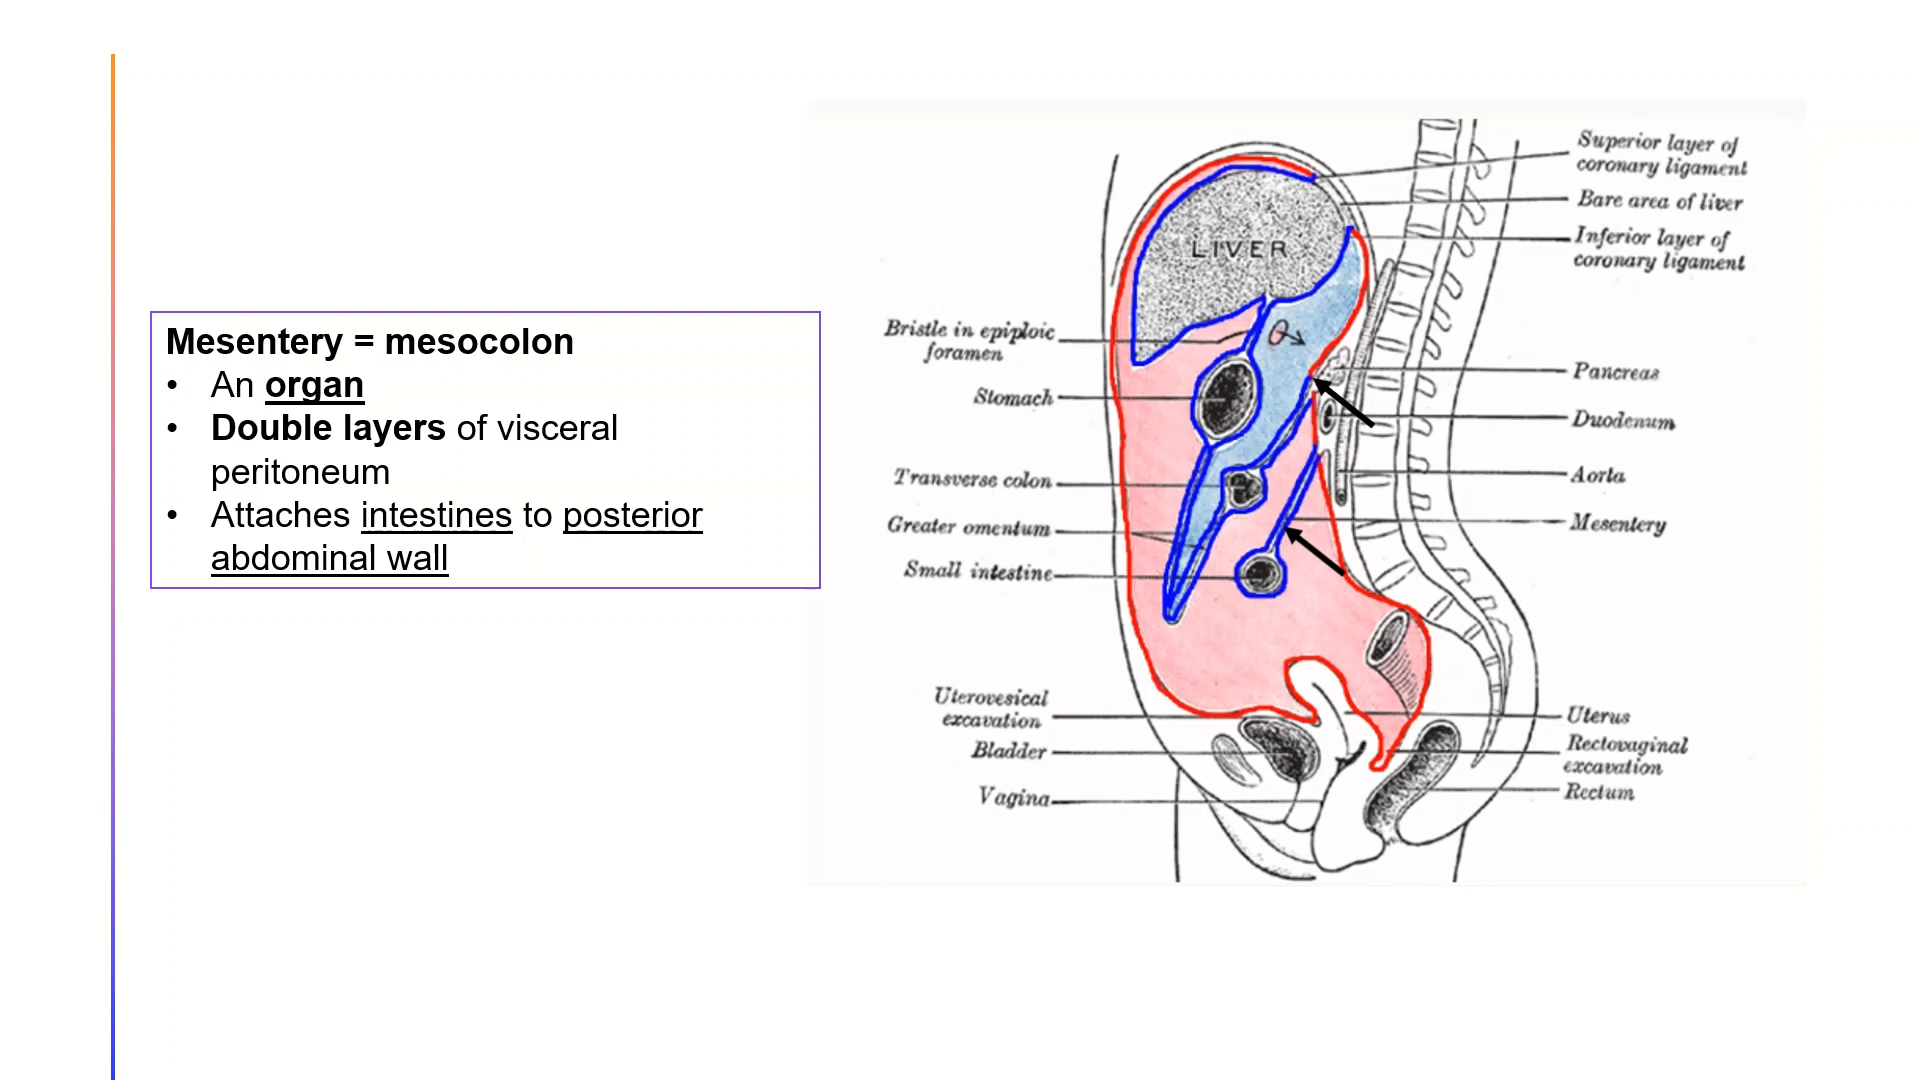 Mesentery = mesocolon
• An organ
• Double layers of visceral
peritoneum
• Attaches intestines to posterior
abdominal wall
LIVER
Bristle in epiploic
foramen
Stomach
Transverse colon
Greater omentum
Small intestine
Uterovesical
excavation
Bladder
Vagina
Superior layer of
coronary ligament
Bare area of liver
Inferior layer of
coronary ligament
Pancreas
Duodenum
Aorta
Mesentery
Uterus
Rectovaginal
excavation
Rectum